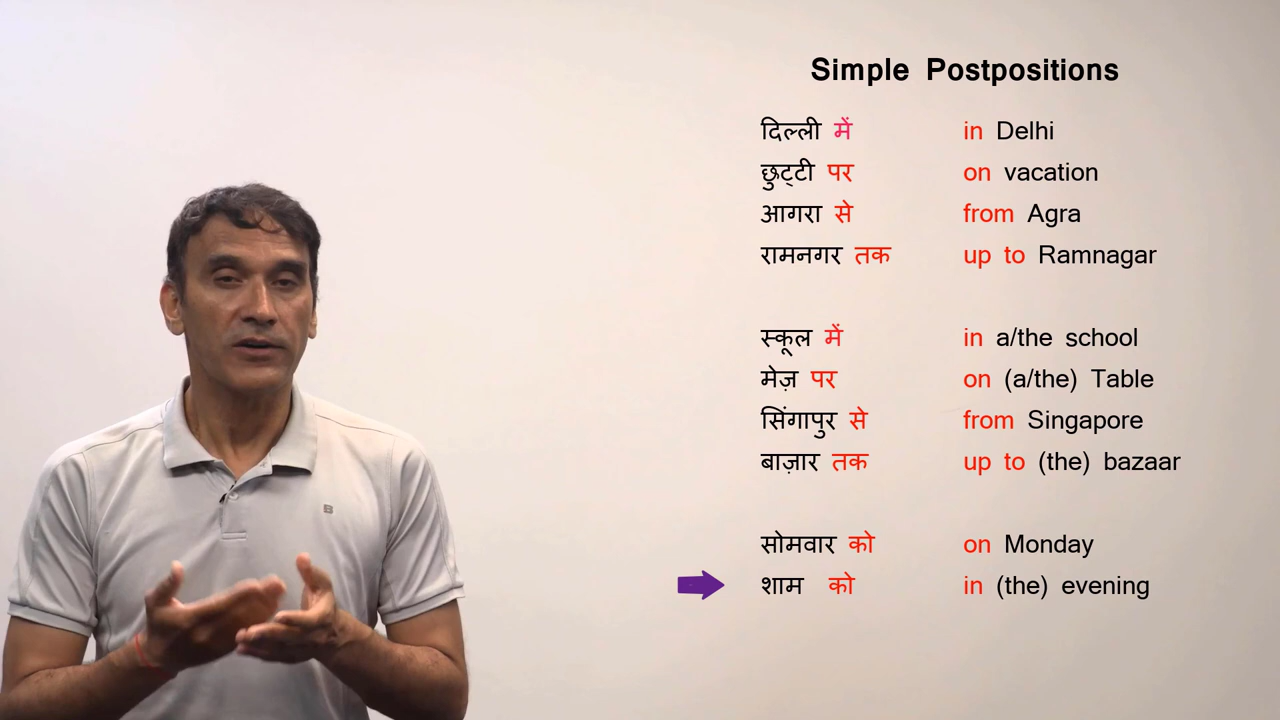 Simple Postpositions
दिल्ली में in Delhi
छुट्टी पर on vacation
आगरा से from Agra
रामनगर तक up to Ramnagar
स्कूल में in a/the school
मेज़ पर on (a/the) Table
सिंगापुर से from Singapore
बाज़ार तक up to (the) bazaar
सोमवार को on Monday
शाम को in (the) evening
B